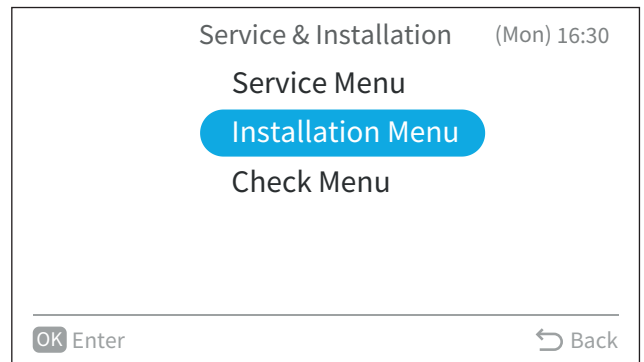 Service & Installation (Mon) 16:30
Service Menu
Installation Menu
Check Menu
OK Enter Back